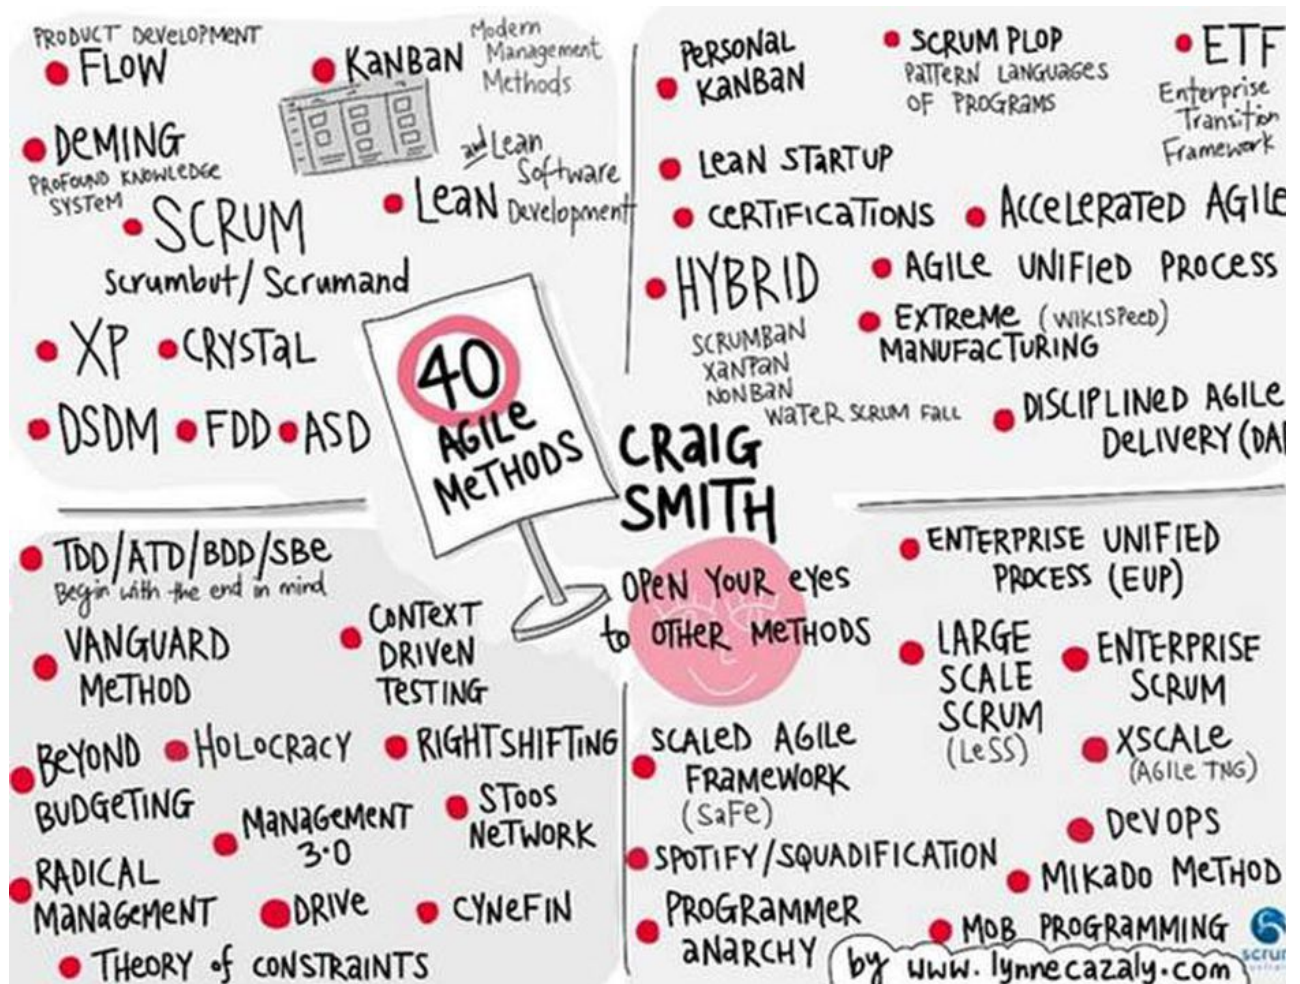 PRODUCT DEVELOPMENT
FLOW
KANBAN
Modern
Management
Methods
DEMING
PROFOUND KNOWLEDGE
SYSTEM
and Lean
Software
LEAN Development
SCRUM
Scrumbut/Scrumand
XP CRYSTAL
DSDM FDD ASD
40
AGILE
METHODS
PERSONAL
KANBAN
SCRUM PLOP
PATTERN LANGUAGES
OF PROGRAMS
ETF
Enterprise
Transition
Framework
LEAN STARTUP
CERTIFICATIONS ACCELERATED AGILE
HYBRID
SCRUMBAN
XANPAN
NONBAN
WATER SCRUM FALL
AGILE UNIFIED PROCESS
EXTREME (WIKISPEED)
MANUFACTURING
DISCIPLINED AGILE
DELIVERY (DA
CRAIG
SMITH
OPEN YOUR EYES
to OTHER METHODS
TDD/ATD/BDD/SBE
Begin with the end in mind
VANGUARD
METHOD
CONTEXT
DRIVEN
TESTING
BEYOND
BUDGETING
HOLOCRACY RIGHTSHIFTING
MANAGEMENT
3.0
STOOS
NETWORK
RADICAL
MANAGEMENT
DRIVE CYNEFIN
THEORY of CONSTRAINTS
ENTERPRISE UNIFIED
PROCESS (EUP)
LARGE
SCALE
SCRUM
(LeSS)
ENTERPRISE
SCRUM
XSCALE
(AGILE TNG)
SCALED AGILE
FRAMEWORK
(SaFe)
DEVOPS
SPOTIFY/SQUADIFICATION
MIKADO METHOD
PROGRAMMER
ANARCHY
MOB PROGRAMMING
by www.lynnecazaly.com
scru